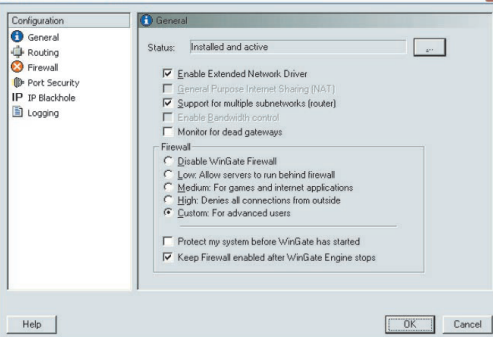 Configuration
General
Routing
Firewall
Port Security
IP IP Blackhole
Logging
General
Status: Installed and active
...
Enable Extended Network Driver
General Purpose Internet Sharing (NAT)
Support for multiple subnetworks (router)
Enable Bandwidth control
Monitor for dead gateways
Firewall
Disable WinGate Firewall
Low: Allow servers to run behind firewall
Medium: For games and internet applications
High: Denies all connections from outside
Custom: For advanced users
Protect my system before WinGate has started
Keep Firewall enabled after WinGate Engine stops
Help
OK
Cancel